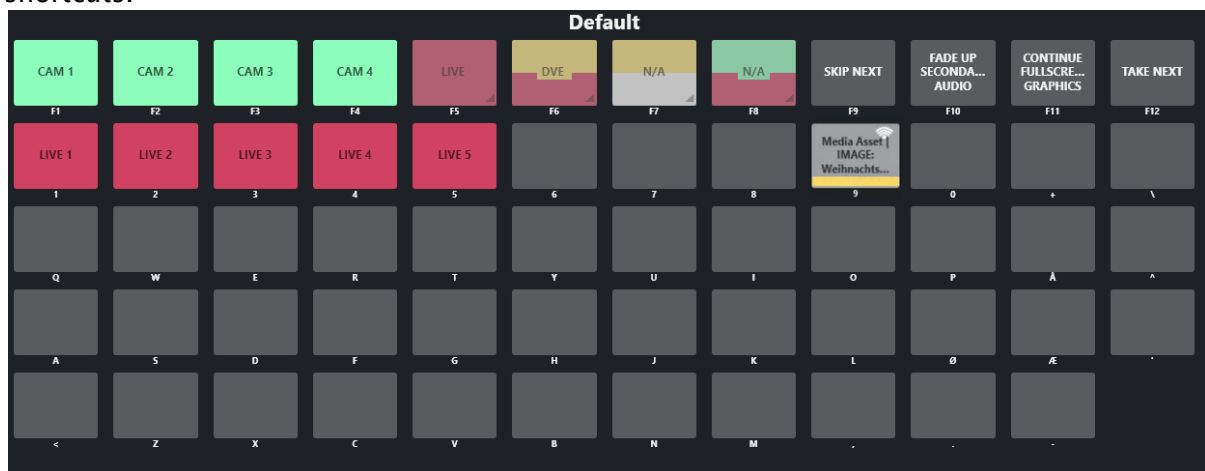 shortcuts.
Default
CAM 1 CAM 2 CAM 3 CAM 4 LIVE DVE N/A N/A SKIP NEXT FADE UP SECONDA... AUDIO CONTINUE FULLSCRE... GRAPHICS TAKE NEXT
F1 F2 F3 F4 F5 F6 F7 F8 F9 F10 F11 F12
LIVE 1 LIVE 2 LIVE 3 LIVE 4 LIVE 5 Media Asset | IMAGE: Weihnachts...
1 2 3 4 5 6 7 8 9 0 + \
Q W E R T Y U I O P Å ^
A S D F G H J K L Ø Æ '
< Z X C V B N M , . -